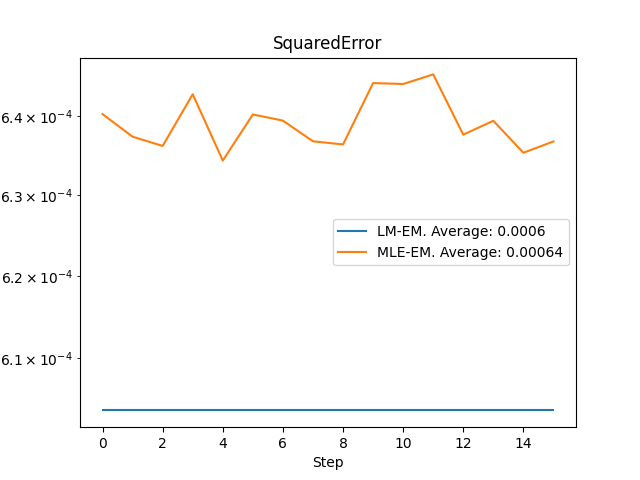 SquaredError
6.4 × 10⁻⁴
6.3 × 10⁻⁴
6.2 × 10⁻⁴
6.1 × 10⁻⁴
LM-EM. Average: 0.0006
MLE-EM. Average: 0.00064
0 2 4 6 8 10 12 14
Step